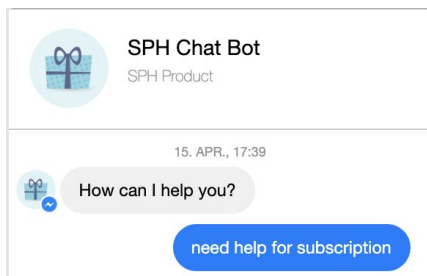 SPH Chat Bot
SPH Product
15. APR., 17:39
How can I help you?
need help for subscription